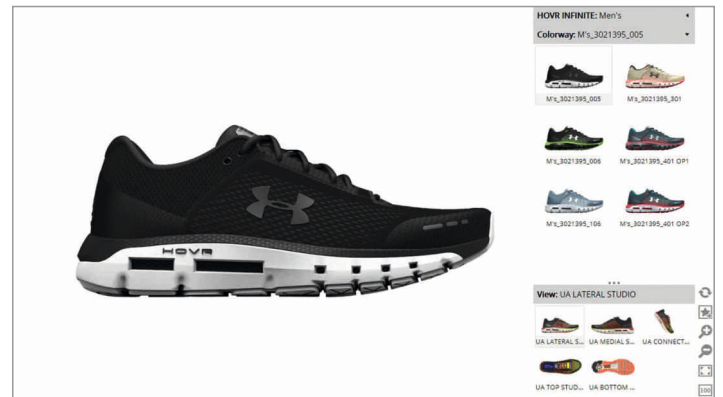 HOVR INFINITE: Men's
Colorway: M's_3021395_005
M's_3021395_005 M's_3021395_301
M's_3021395_006 M's_3021395_401 OP1
M's_3021395_106 M's_3021395_401 OP2
HOVR
View: UA LATERAL STUDIO
UA LATERAL S... UA MEDIAL S... UA CONNECT...
UA TOP STUD... UA BOTTOM ...
100